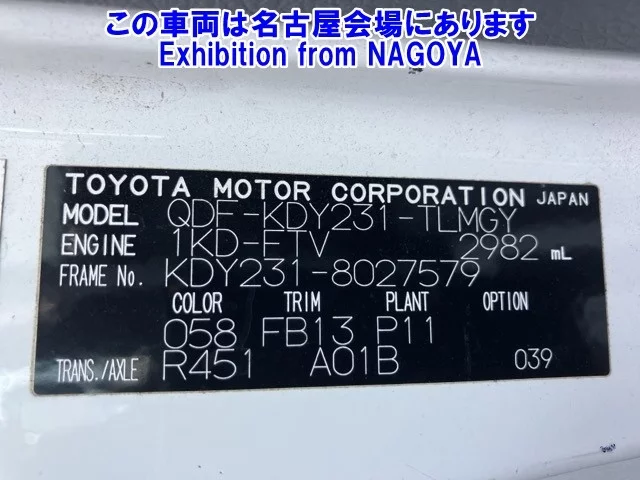 この車両は名古屋会場にあります
Exhibition from NAGOYA
TOYOTA MOTOR CORPORATION JAPAN
MODEL QDF-KDY231-TLMGY
ENGINE 1KD-FTV 2982 mL
FRAME No. KDY231-8027579
COLOR TRIM PLANT OPTION
058 FB13 P11
TRANS./AXLE R451 A01B 039